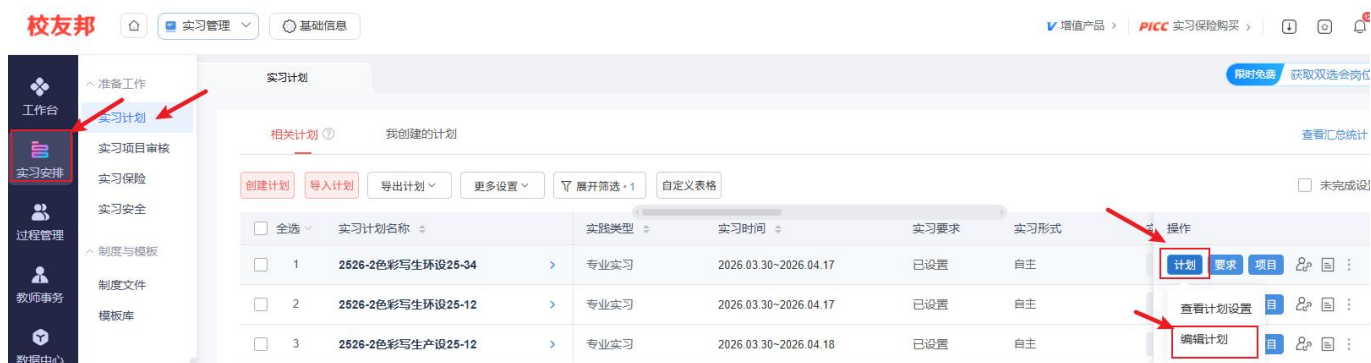 校友邦 实习管理 基础信息 V 增值产品 > PICC 实习保险购买 >
工作台
实习安排
过程管理
教师事务
数据中心
准备工作
实习计划
实习项目审核
实习保险
实习安全
制度与模板
制度文件
模板库
实习计划
限时免费 获取双选会岗位
相关计划 我创建的计划 查看汇总统计
创建计划 导入计划 导出计划 更多设置 展开筛选·1 自定义表格 未完成设置
全选 实习计划名称 实践类型 实习时间 实习要求 实习形式 操作
1 2526-2色彩写生环设25-34 > 专业实习 2026.03.30~2026.04.17 已设置 自主 计划 要求 项目
2 2526-2色彩写生环设25-12 > 专业实习 2026.03.30~2026.04.17 已设置 自主 目
3 2526-2色彩写生产设25-12 > 专业实习 2026.03.30~2026.04.18 已设置 自主 目
查看计划设置
编辑计划